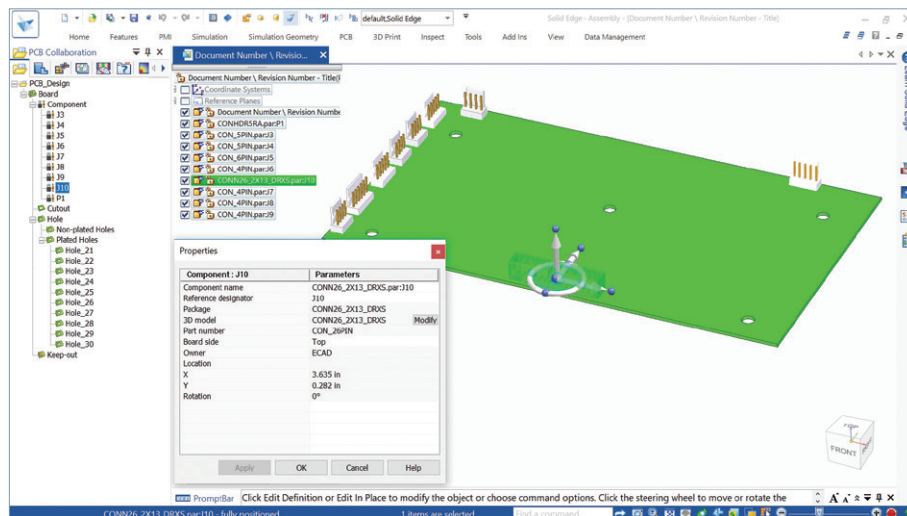 default,Solid Edge
Solid Edge - Assembly - [Document Number \ Revision Number - Title]
Home Features PMI Simulation Simulation Geometry PCB 3D Print Inspect Tools Add Ins View Data Management
PCB Collaboration
Document Number \ Revisio...
PCB_Design
Board
Component
J3
J4
J5
J6
J7
J8
J9
J10
P1
Cutout
Hole
Non-plated Holes
Plated Holes
Hole_21
Hole_22
Hole_23
Hole_24
Hole_25
Hole_26
Hole_27
Hole_28
Hole_29
Hole_30
Keep-out
Document Number \ Revision Number - Title(
Coordinate Systems
Reference Planes
Document Number \ Revision Numbe
CONHDR5RA.par:P1
CON_5PIN.par:J3
CON_5PIN.par:J4
CON_6PIN.par:J5
CON_4PIN.par:J6
CONN26_2X13_DRXS.par:J10
CON_4PIN.par:J7
CON_4PIN.par:J8
CON_4PIN.par:J9
Properties
Component : J10 Parameters
Component name CONN26_2X13_DRXS.par:J10
Reference designator J10
Package CONN26_2X13_DRXS
3D model CONN26_2X13_DRXS Modify
Part number CON_26PIN
Board side Top
Owner ECAD
Location
X 3.635 in
Y 0.282 in
Rotation 0°
Apply OK Cancel Help
TOP
FRONT
PromptBar Click Edit Definition or Edit In Place to modify the object or choose command options. Click the steering wheel to move or rotate the
CONN26_2X13_DRXS.par:J10 - fully positioned 1 items are selected Find a command